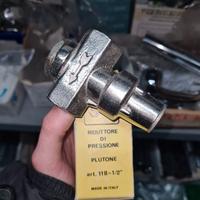 RIDUTTORE
DI
PRESSIONE
PLUTONE
art. 118-1/2"
MADE IN ITALY